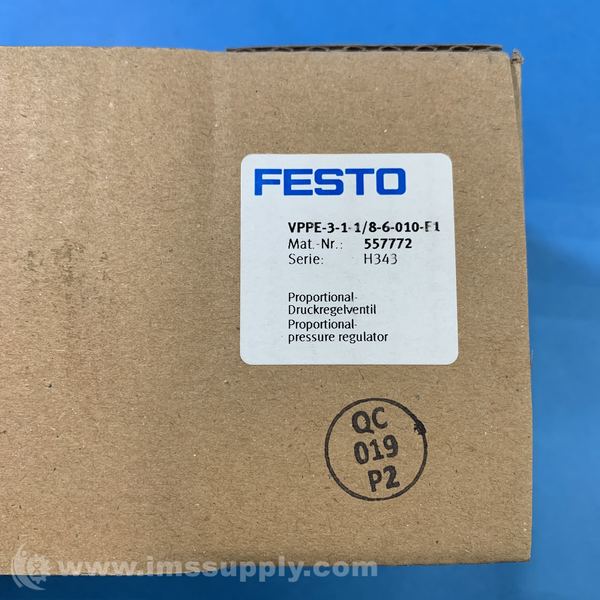 FESTO
VPPE-3-1-1/8-6-010-E1
Mat.-Nr.: 557772
Serie: H343
Proportional-
Druckregelventil
Proportional-
pressure regulator
QC
019
P2
www.imssupply.com